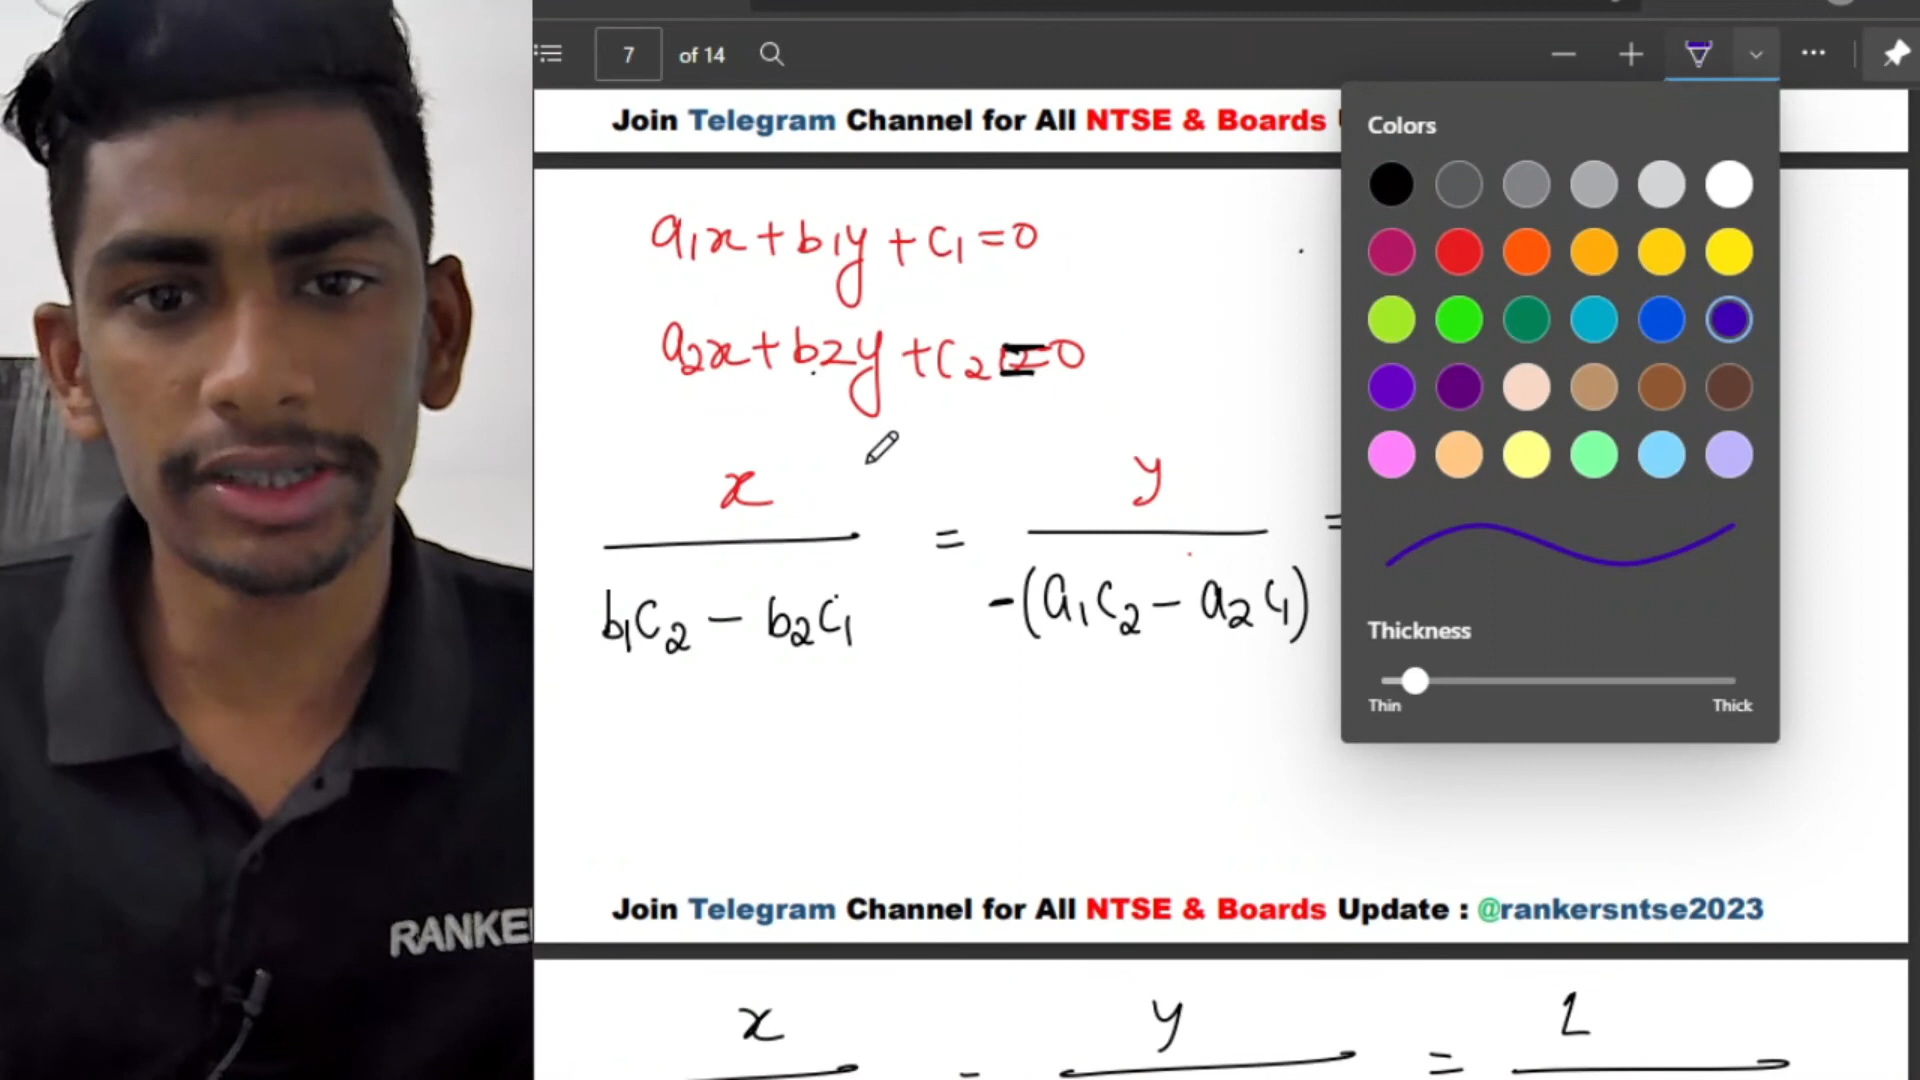 7 of 14
Join Telegram Channel for All NTSE & Boards
Colors
a₁x + b₁y + c₁ = 0
a₂x + b₂y + c₂ = 0
x = y =
b₁c₂ - b₂c₁ -(a₁c₂ - a₂c₁)
Thickness
Thin Thick
Join Telegram Channel for All NTSE & Boards Update : @rankersntse2023
RANKE
x y = 1